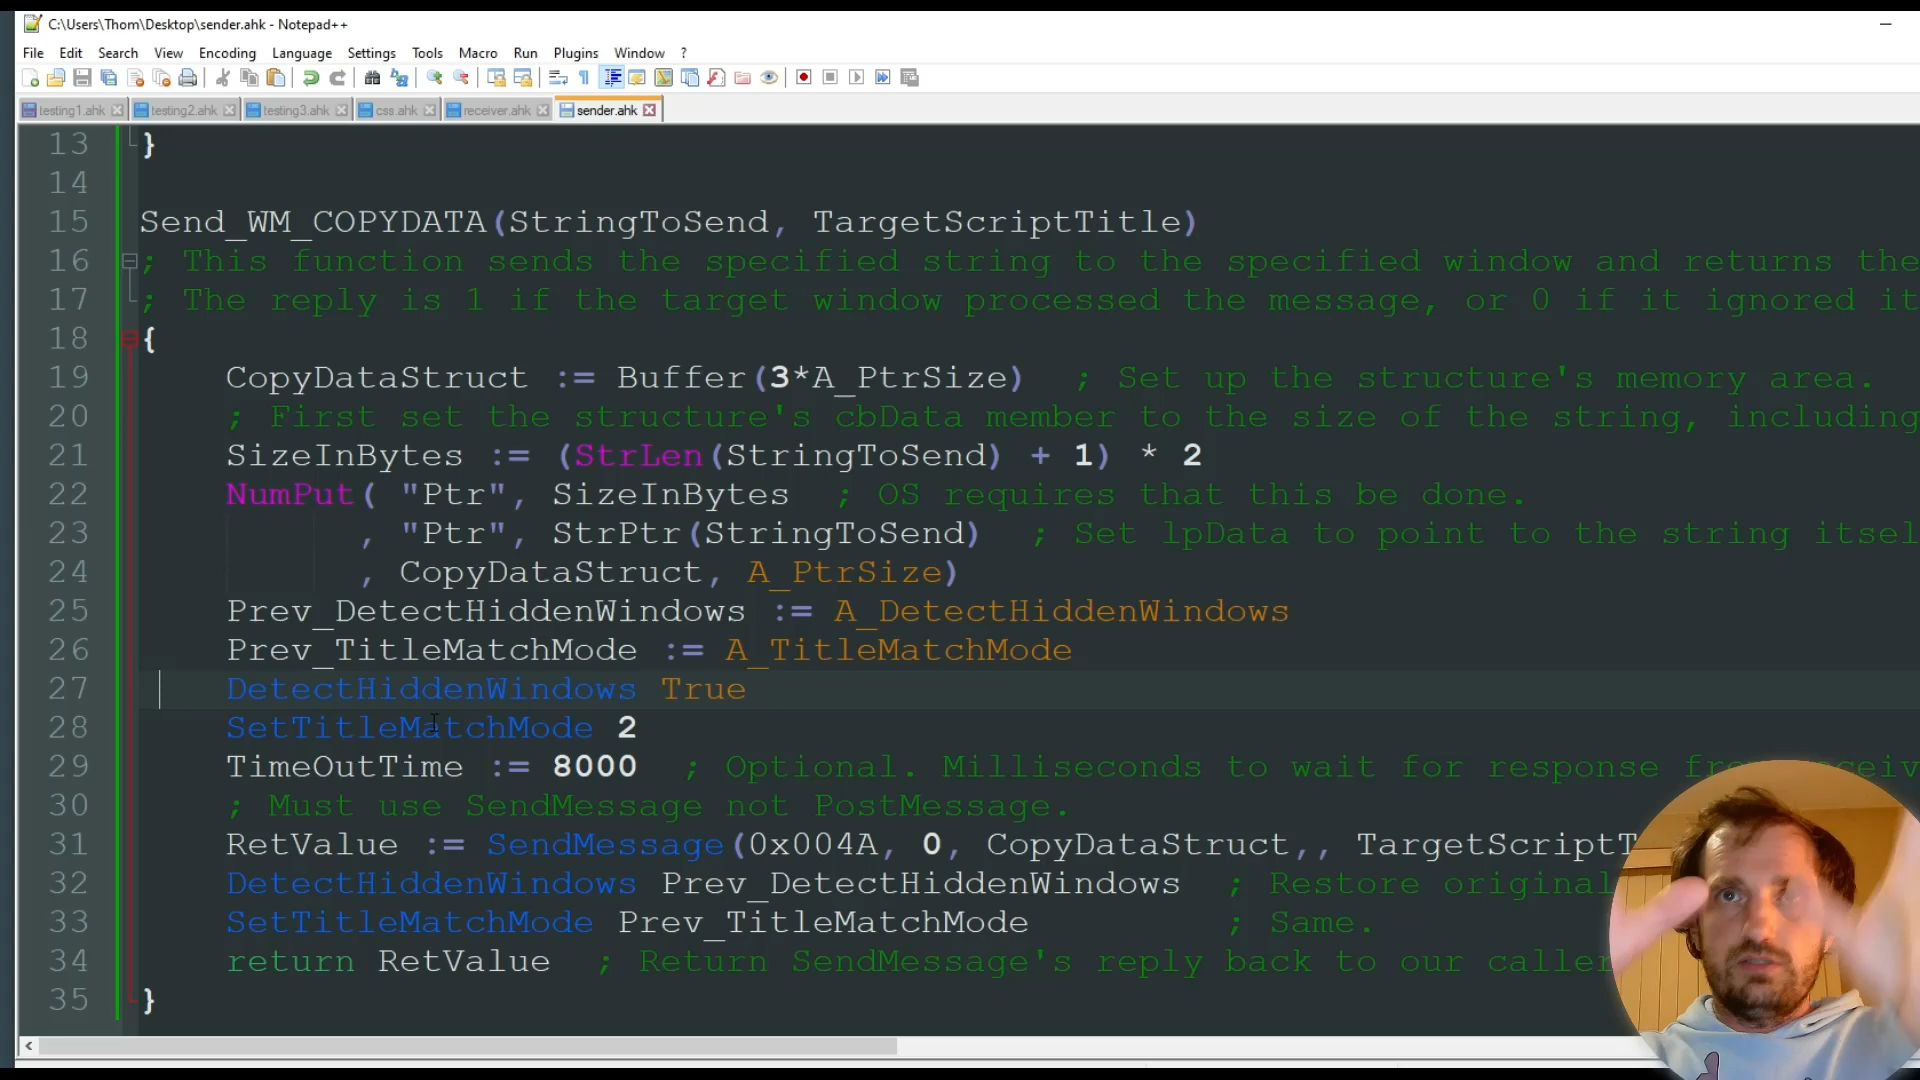 C:\Users\Thom\Desktop\sender.ahk - Notepad++
File Edit Search View Encoding Language Settings Tools Macro Run Plugins Window ?
testing1.ahk testing2.ahk testing3.ahk css.ahk receiver.ahk sender.ahk
13 }
14
15 Send_WM_COPYDATA(StringToSend, TargetScriptTitle)
16 ; This function sends the specified string to the specified window and returns the
17 ; The reply is 1 if the target window processed the message, or 0 if it ignored it
18 {
19 CopyDataStruct := Buffer(3*A_PtrSize) ; Set up the structure's memory area.
20 ; First set the structure's cbData member to the size of the string, including
21 SizeInBytes := (StrLen(StringToSend) + 1) * 2
22 NumPut( "Ptr", SizeInBytes ; OS requires that this be done.
23 , "Ptr", StrPtr(StringToSend) ; Set lpData to point to the string itsel
24 , CopyDataStruct, A_PtrSize)
25 Prev_DetectHiddenWindows := A_DetectHiddenWindows
26 Prev_TitleMatchMode := A_TitleMatchMode
27 DetectHiddenWindows True
28 SetTitleMatchMode 2
29 TimeOutTime := 8000 ; Optional. Milliseconds to wait for response
30 ; Must use SendMessage not PostMessage.
31 RetValue := SendMessage(0x004A, 0, CopyDataStruct,, TargetScriptT
32 DetectHiddenWindows Prev_DetectHiddenWindows ; Restore original
33 SetTitleMatchMode Prev_TitleMatchMode ; Same.
34 return RetValue ; Return SendMessage's reply back to our caller
35 }